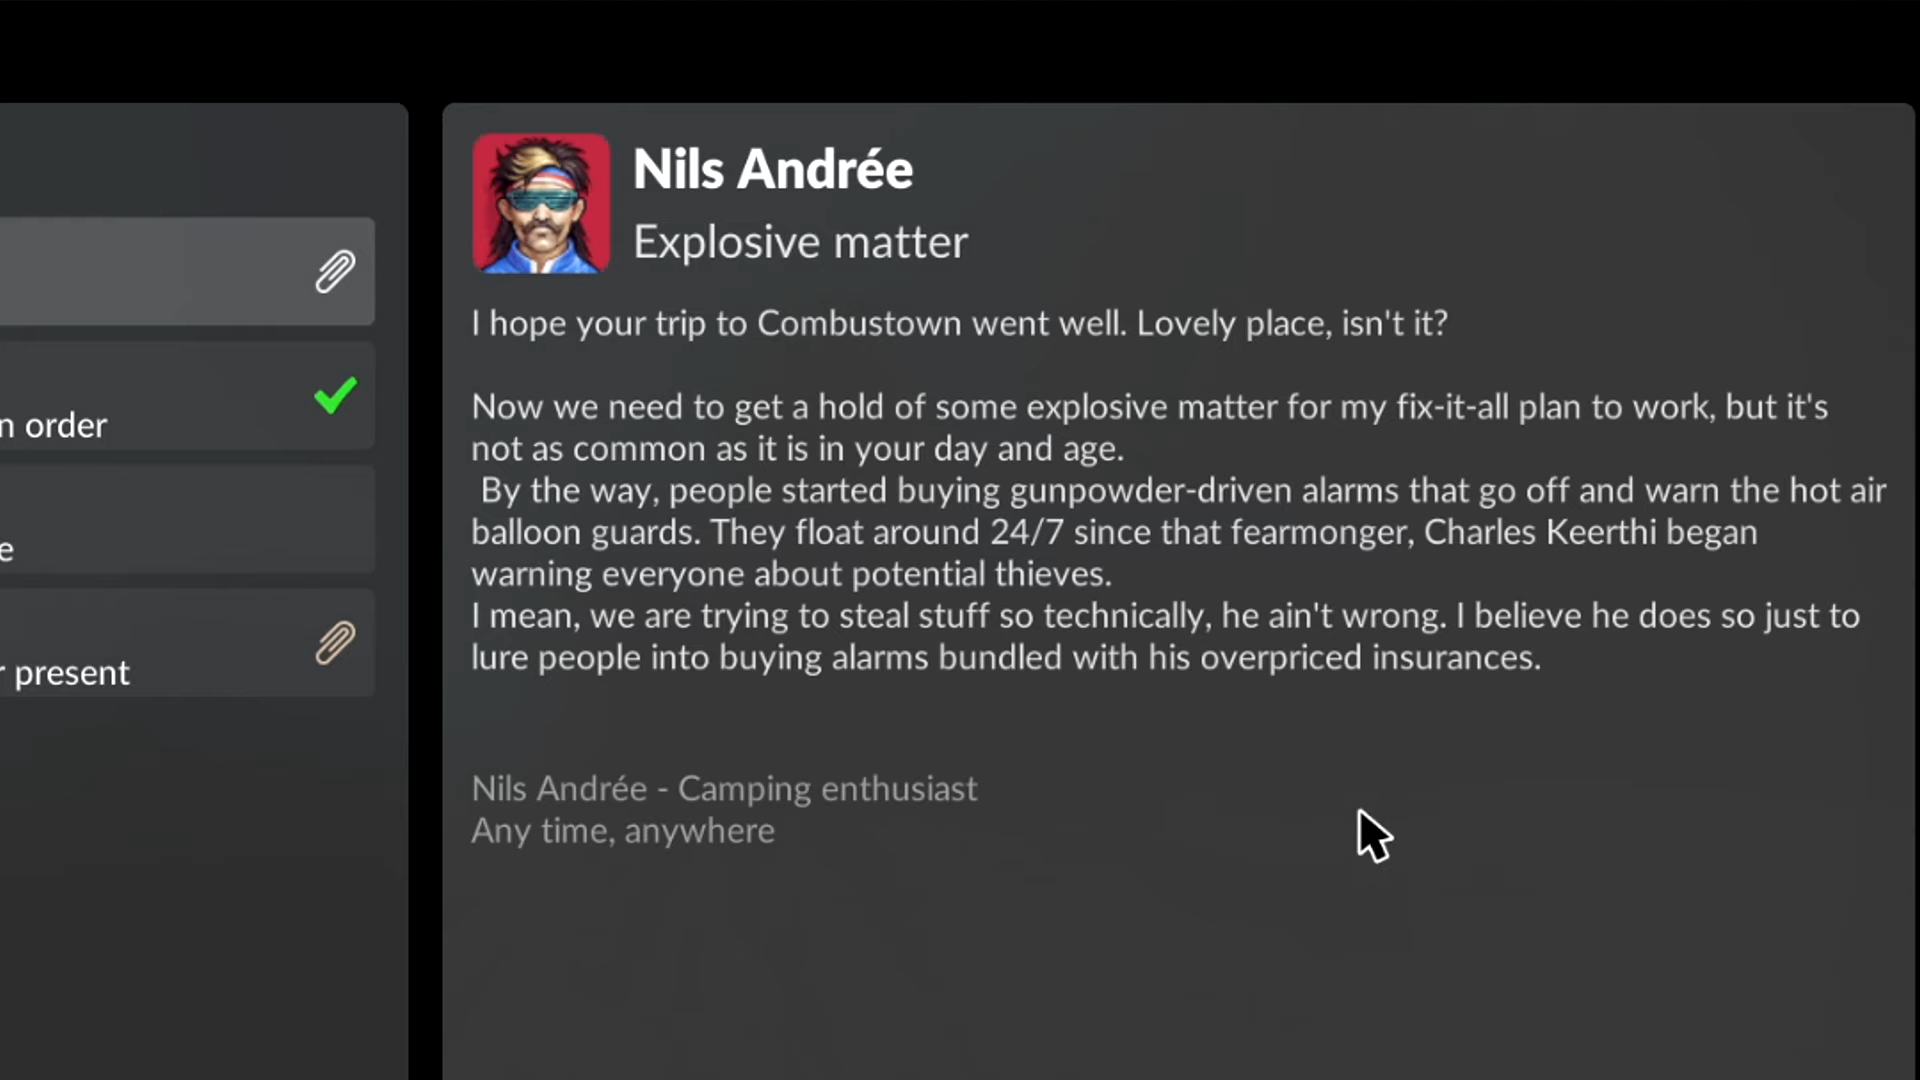 Nils Andrée
Explosive matter
I hope your trip to Combustown went well. Lovely place, isn't it?
Now we need to get a hold of some explosive matter for my fix-it-all plan to work, but it's
not as common as it is in your day and age.
By the way, people started buying gunpowder-driven alarms that go off and warn the hot air
balloon guards. They float around 24/7 since that fearmonger, Charles Keerthi began
warning everyone about potential thieves.
I mean, we are trying to steal stuff so technically, he ain't wrong. I believe he does so just to
lure people into buying alarms bundled with his overpriced insurances.
Nils Andrée - Camping enthusiast
Any time, anywhere
n order
e
r present